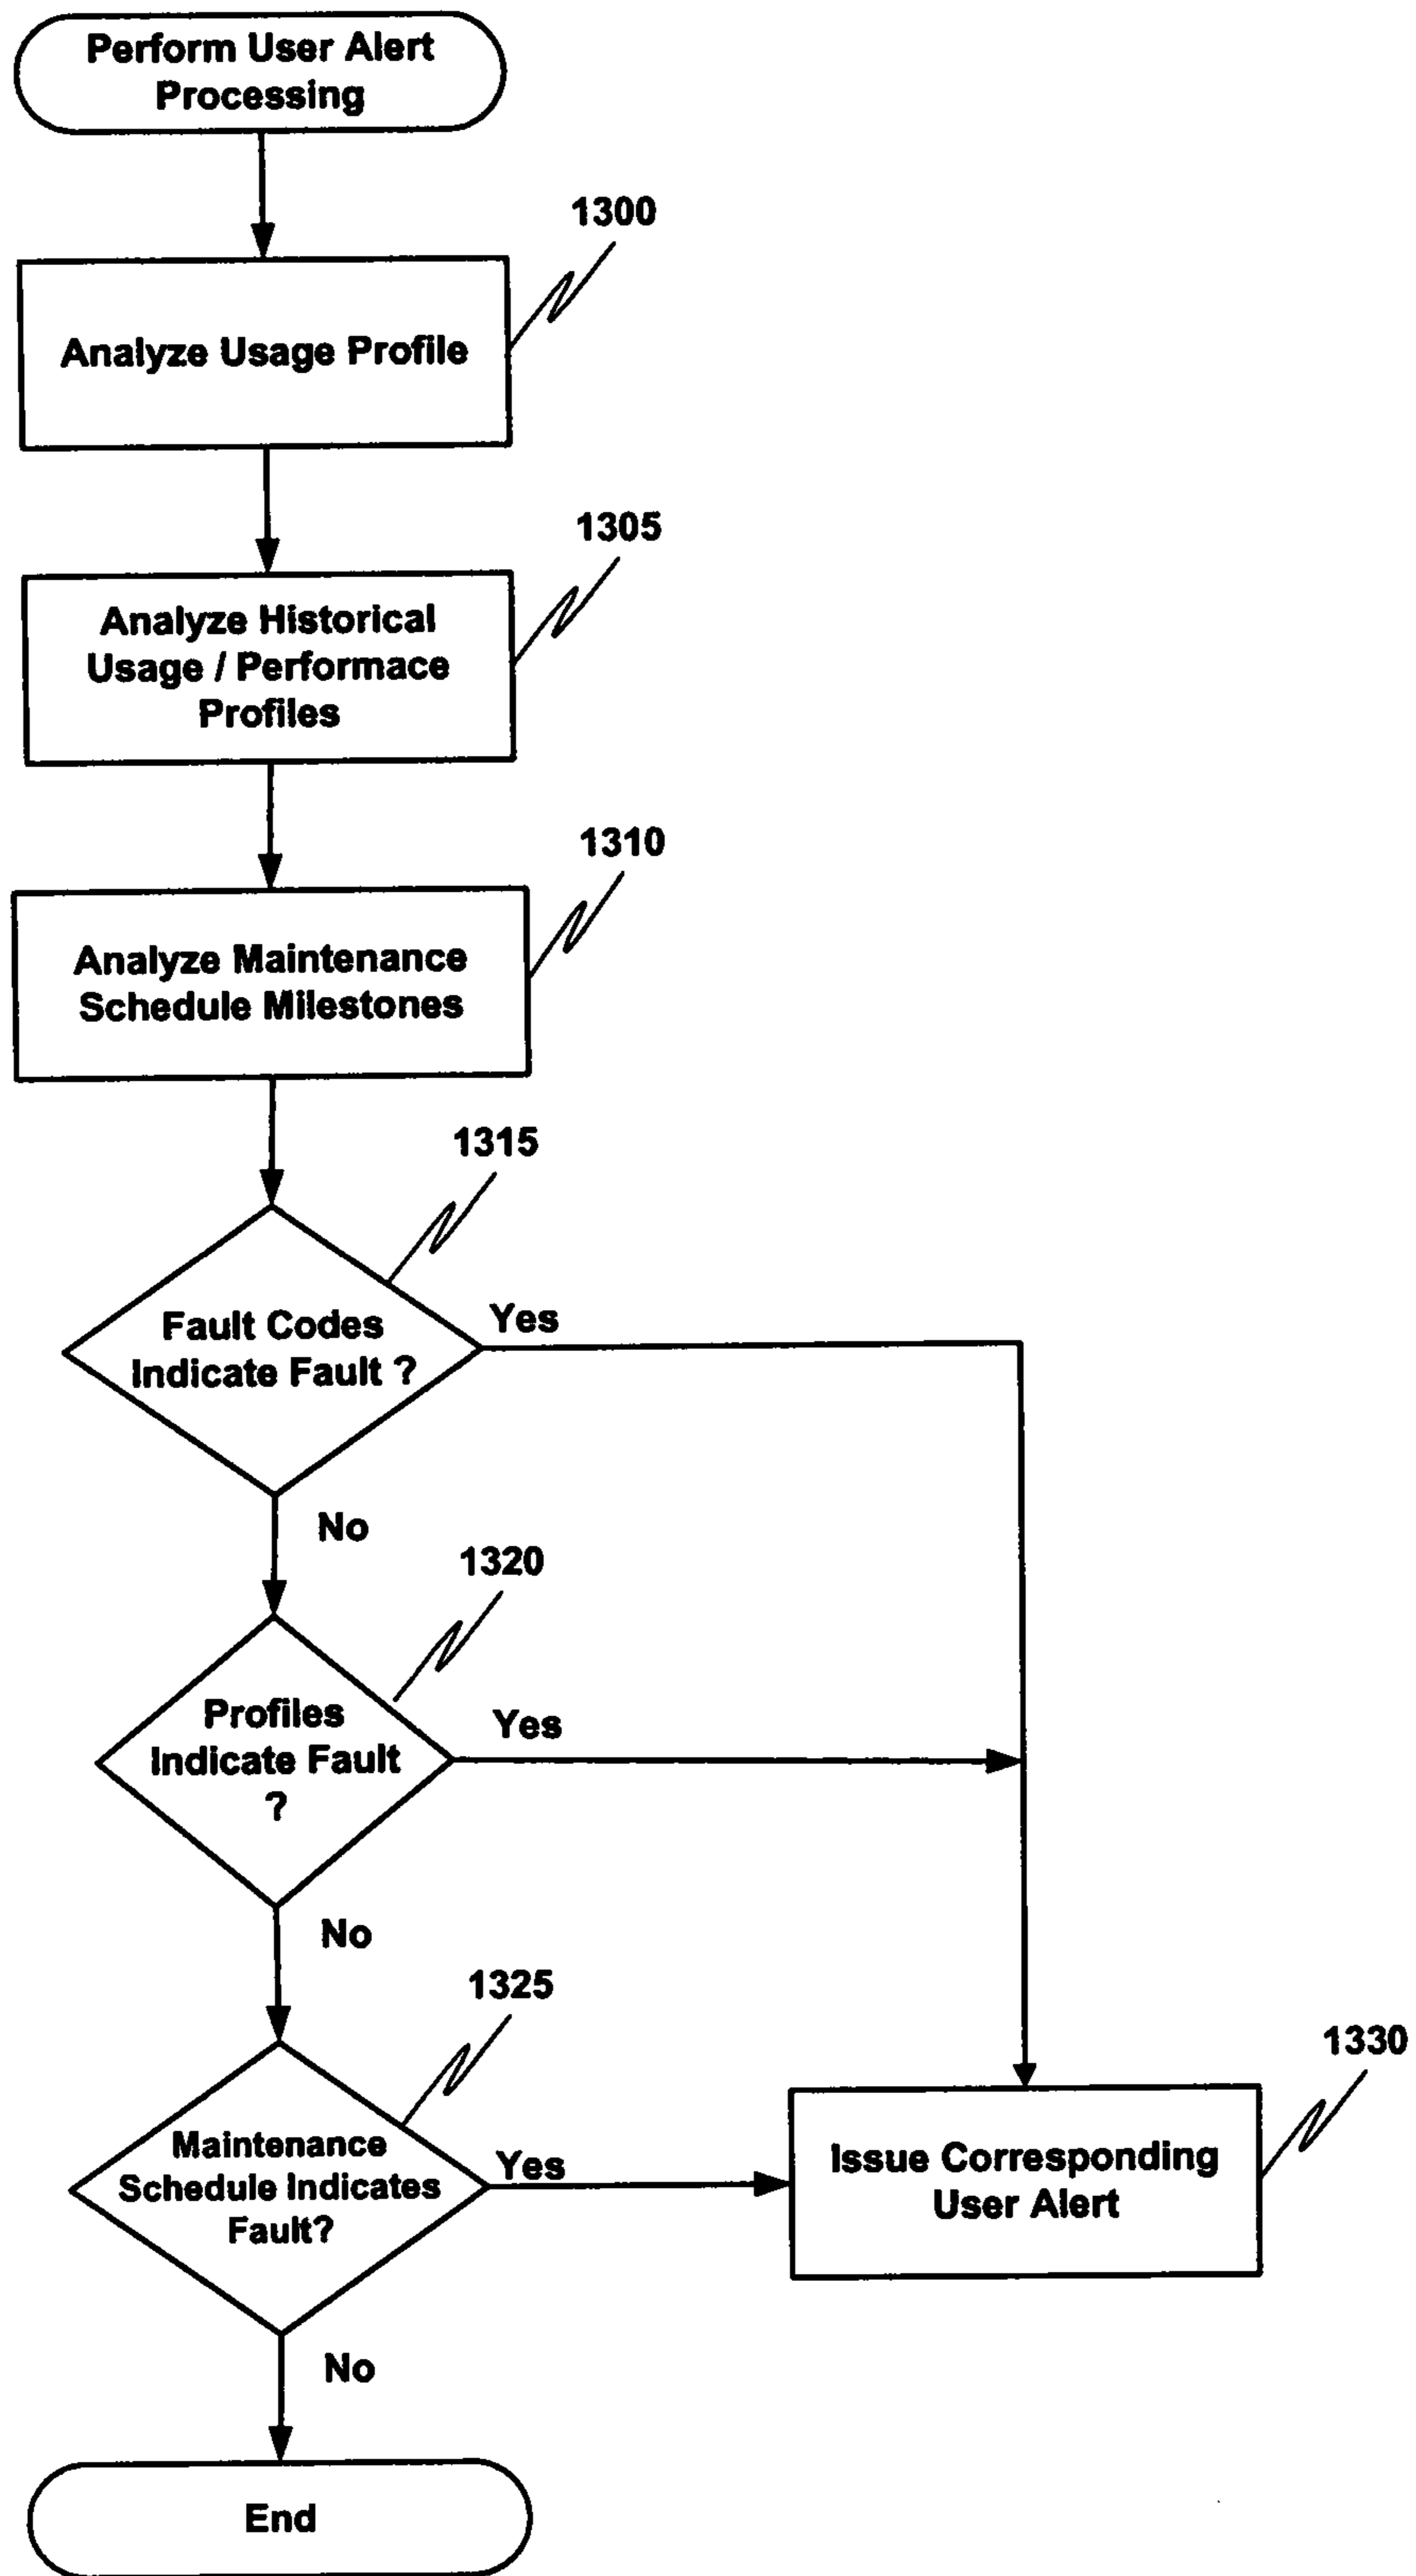 Perform User Alert
Processing
1300
Analyze Usage Profile
1305
Analyze Historical
Usage / Performace
Profiles
1310
Analyze Maintenance
Schedule Milestones
1315
Fault Codes
Indicate Fault ?
Yes
No
1320
Profiles
Indicate Fault
?
Yes
No
1325
Maintenance
Schedule Indicates
Fault?
Yes
1330
Issue Corresponding
User Alert
No
End